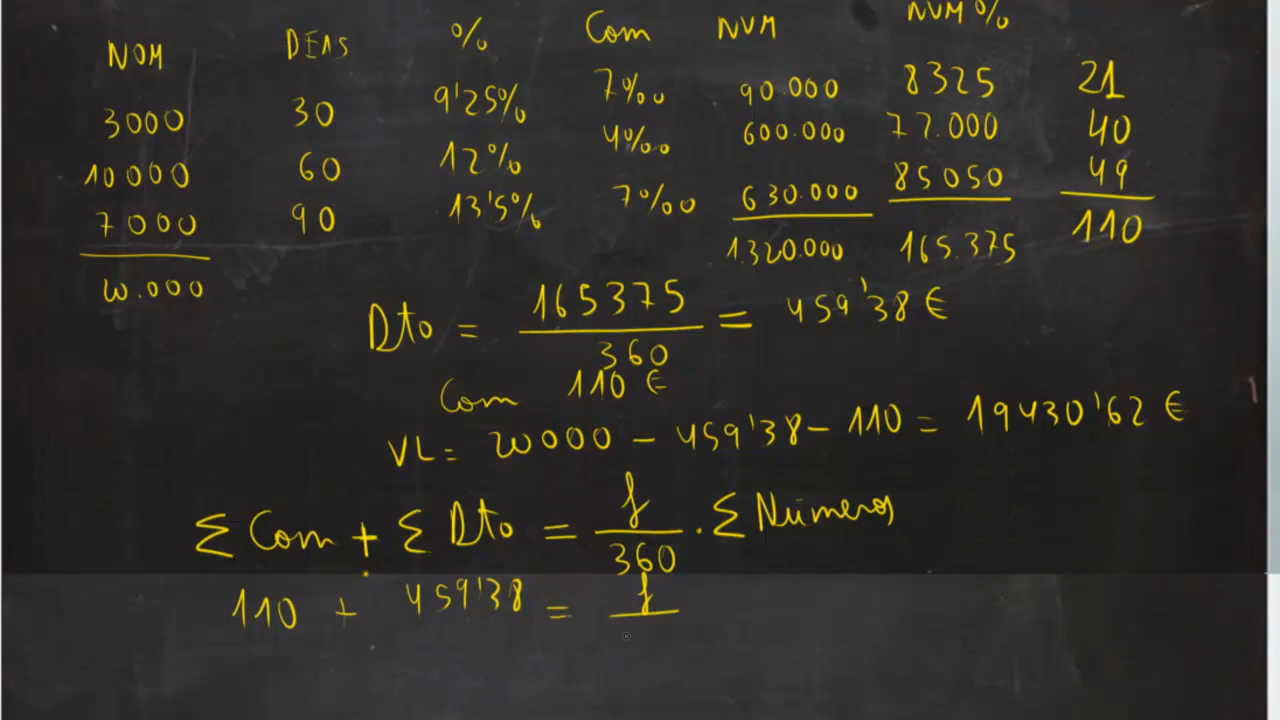 NOM DIAS % Com NUM NUM %
3000 30 9'25% 7‰ 90.000 8325 21
10000 60 12% 4‰ 600.000 77.000 40
7000 90 13'5% 7‰ 630.000 85050 49
20.000 1.320.000 165.375 110
Dto = 165375 / 360 = 459'38 €
Com 110 €
VL = 20000 - 459'38 - 110 = 19430'62 €
Σ Com + Σ Dto = f / 360 · Σ Números
110 + 459'38 = f